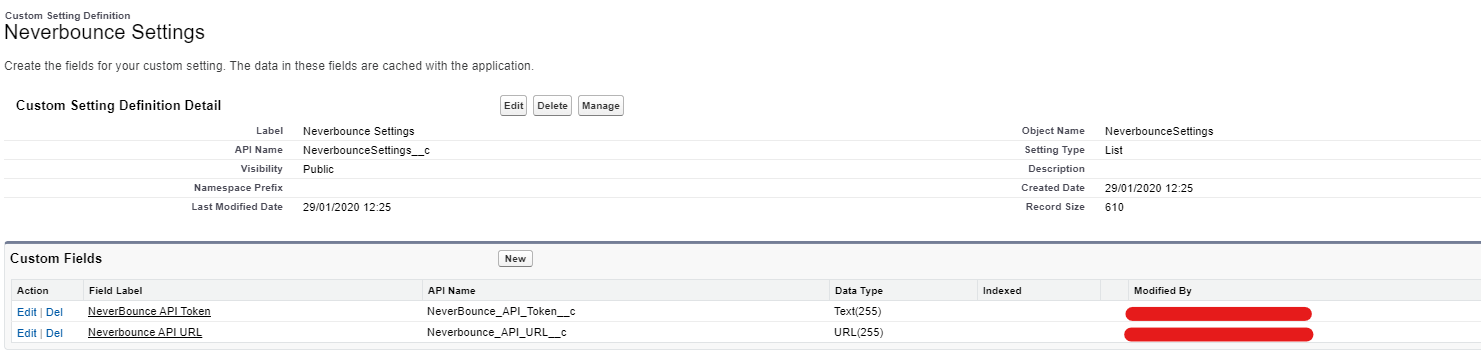 Custom Setting Definition
Neverbounce Settings
Create the fields for your custom setting. The data in these fields are cached with the application.
Custom Setting Definition Detail Edit Delete Manage
Label Neverbounce Settings Object Name NeverbounceSettings
API Name NeverbounceSettings__c Setting Type List
Visibility Public Description
Namespace Prefix Created Date 29/01/2020 12:25
Last Modified Date 29/01/2020 12:25 Record Size 610
Custom Fields New
Action Field Label API Name Data Type Indexed Modified By
Edit | Del NeverBounce API Token NeverBounce_API_Token__c Text(255)
Edit | Del Neverbounce API URL Neverbounce_API_URL__c URL(255)